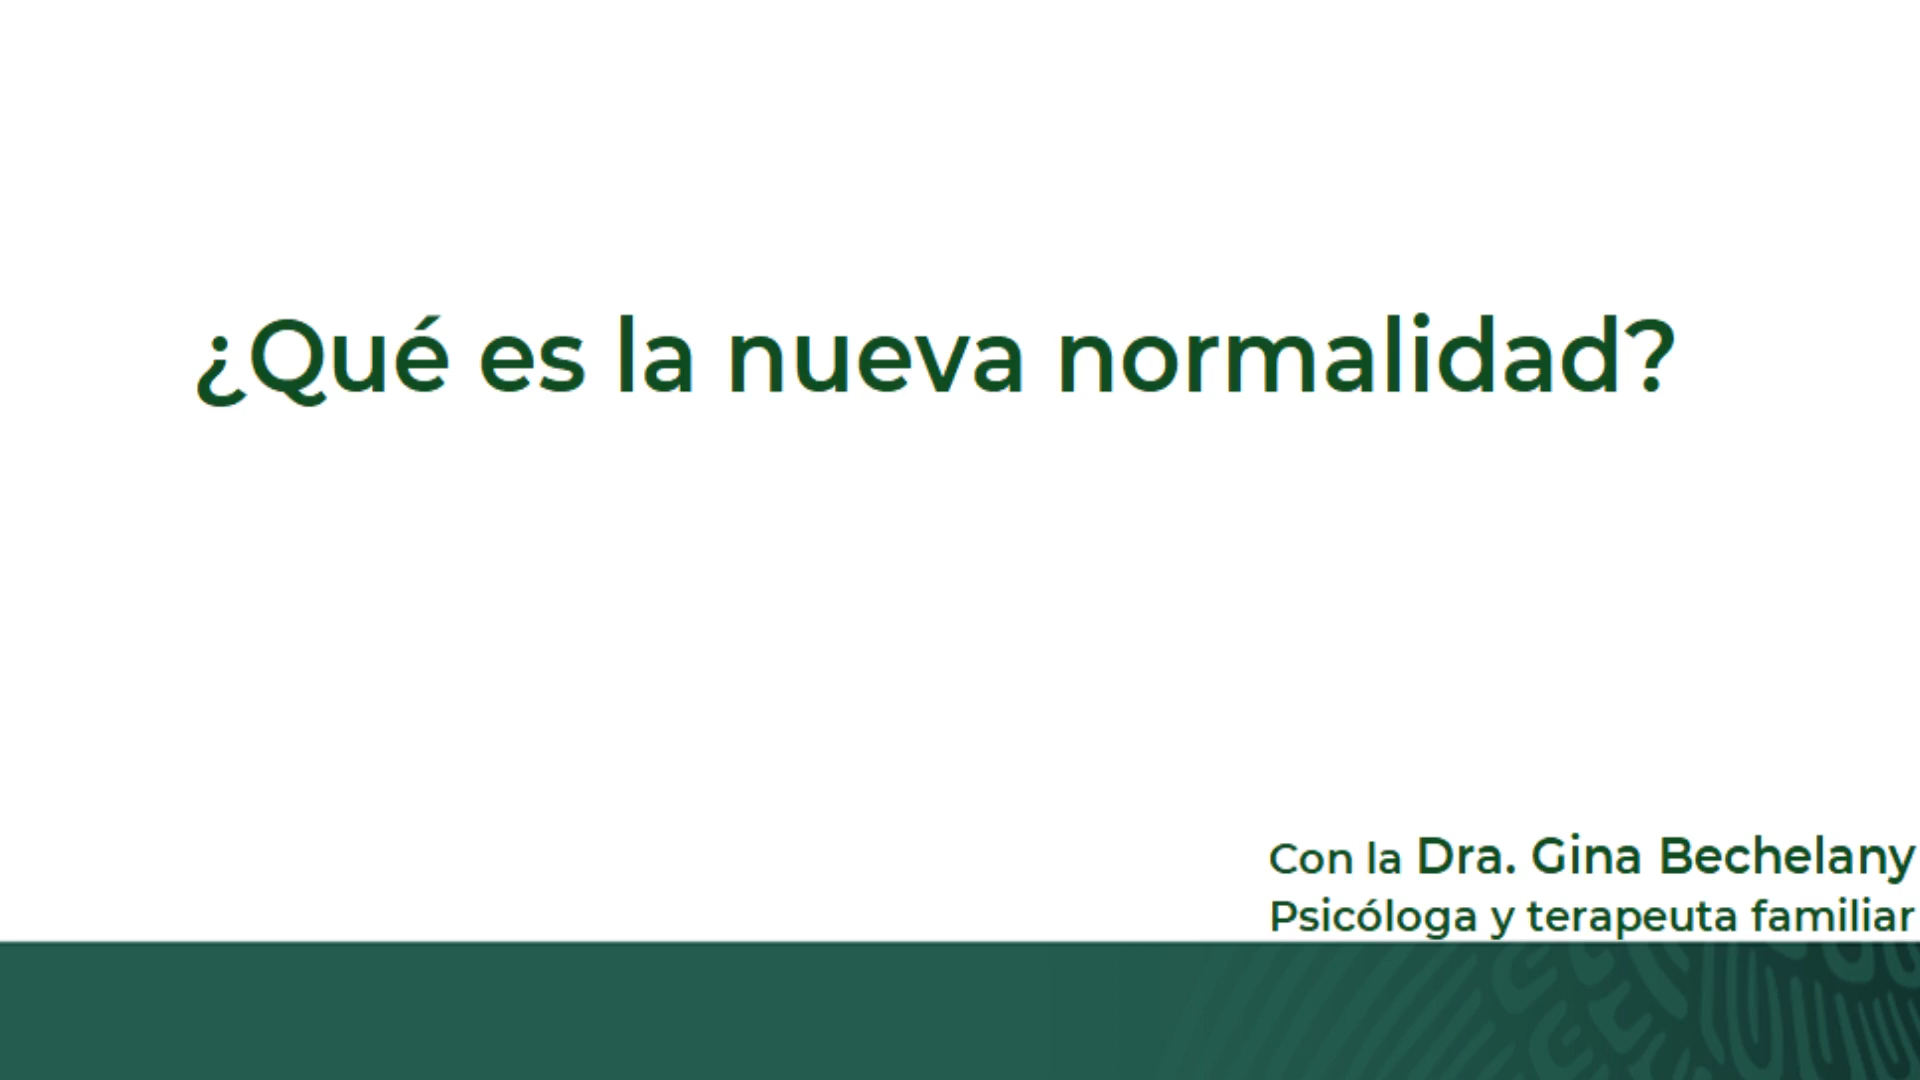 ¿Qué es la nueva normalidad?
Con la Dra. Gina Bechelany
Psicóloga y terapeuta familiar